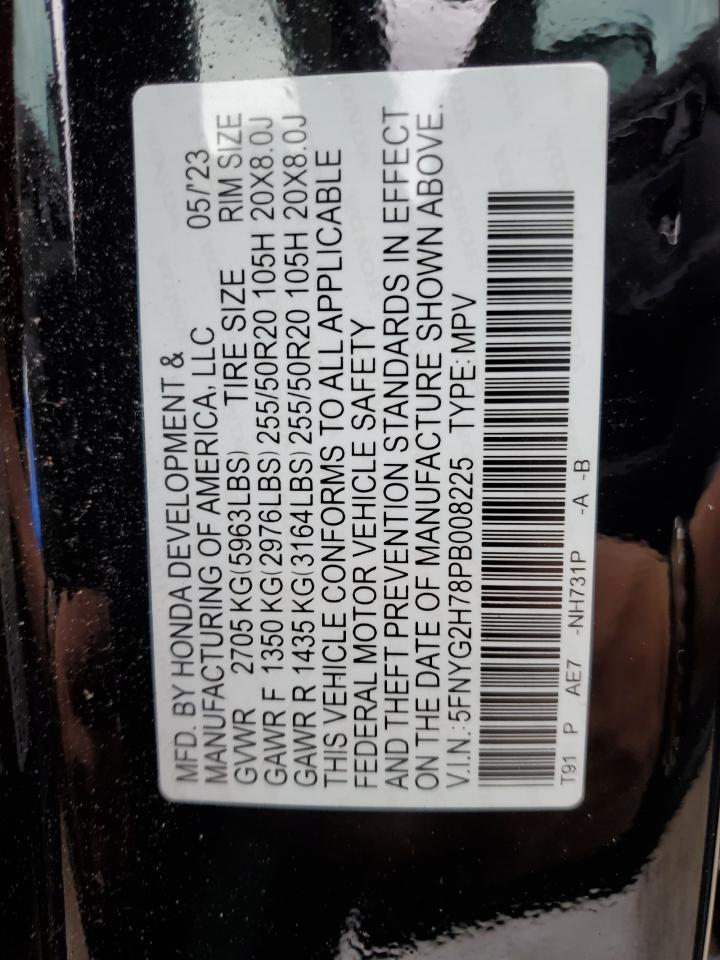 MFD. BY HONDA DEVELOPMENT &
MANUFACTURING OF AMERICA, LLC 05/'23
GVWR 2705 KG(5963LBS) TIRE SIZE RIM SIZE
GAWR F 1350 KG(2976LBS) 255/50R20 105H 20X8.0J
GAWR R 1435 KG(3164LBS) 255/50R20 105H 20X8.0J
THIS VEHICLE CONFORMS TO ALL APPLICABLE
FEDERAL MOTOR VEHICLE SAFETY
AND THEFT PREVENTION STANDARDS IN EFFECT
ON THE DATE OF MANUFACTURE SHOWN ABOVE.
V.I.N.:5FNYG2H78PB008225 TYPE:MPV
T91 P AE7 -NH731P -A -B